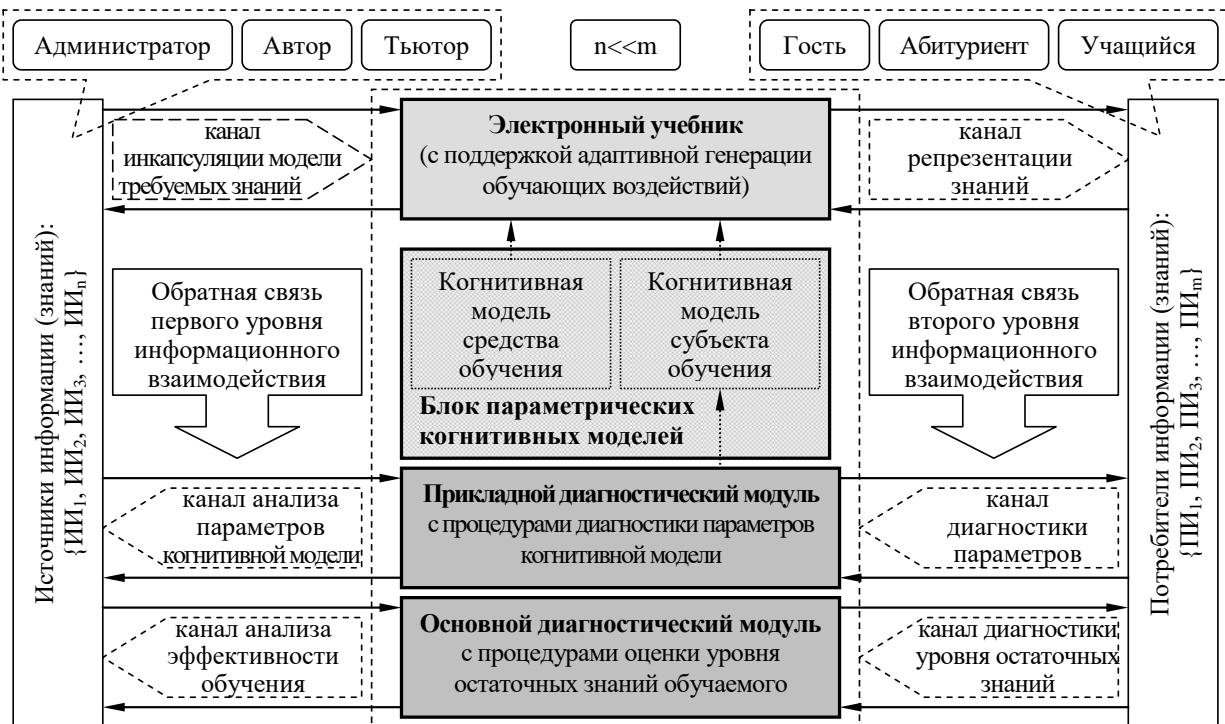 Администратор
Автор
Тьютор
n<<m
Гость
Абитуриент
Учащийся
Источники информации (знаний):
{ИИ₁, ИИ₂, ИИ₃, …, ИИₙ}
канал
инкапсуляции модели
требуемых знаний
Электронный учебник
(с поддержкой адаптивной генерации
обучающих воздействий)
канал
репрезентации
знаний
Обратная связь
первого уровня
информационного
взаимодействия
Когнитивная
модель
средства
обучения
Когнитивная
модель
субъекта
обучения
Блок параметрических
когнитивных моделей
Обратная связь
второго уровня
информационного
взаимодействия
канал анализа
параметров
когнитивной модели
Прикладной диагностический модуль
с процедурами диагностики параметров
когнитивной модели
канал
диагностики
параметров
канал анализа
эффективности
обучения
Основной диагностический модуль
с процедурами оценки уровня
остаточных знаний обучаемого
канал диагностики
уровня остаточных
знаний
Потребители информации (знаний):
{ПИ₁, ПИ₂, ПИ₃, …, ПИₘ}